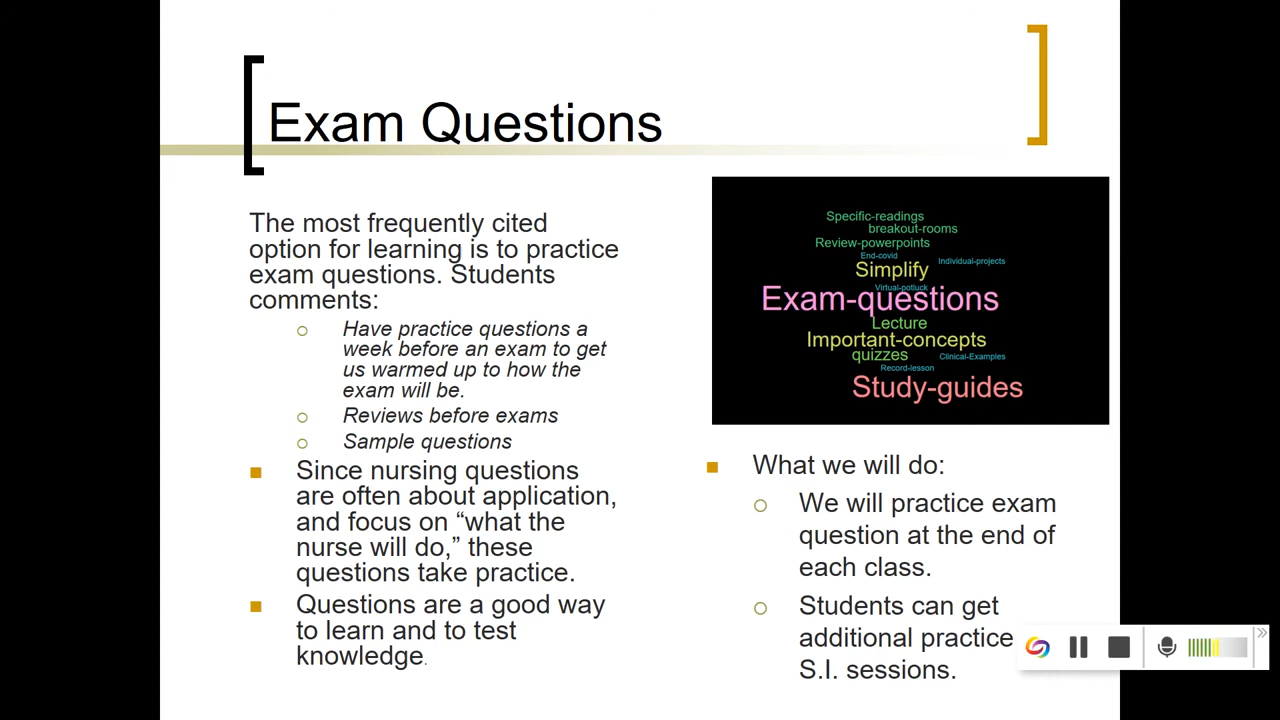 Exam Questions
The most frequently cited
option for learning is to practice
exam questions. Students
comments:
Have practice questions a
week before an exam to get
us warmed up to how the
exam will be.
Reviews before exams
Sample questions
Since nursing questions
are often about application,
and focus on “what the
nurse will do,” these
questions take practice.
Questions are a good way
to learn and to test
knowledge.
Specific-readings
breakout-rooms
Review-powerpoints
End-covid
Individual-projects
Simplify
Virtual-potluck
Exam-questions
Lecture
Important-concepts
quizzes
Clinical-Examples
Record-lesson
Study-guides
What we will do:
We will practice exam
question at the end of
each class.
Students can get
additional practice
S.I. sessions.